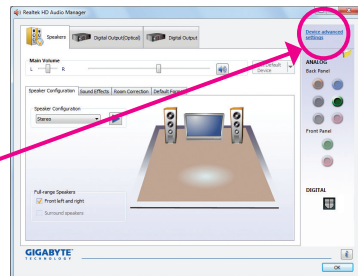 Realtek HD Audio Manager
Speakers
Digital Output(Optical)
Digital Output
Device advanced
settings
Main Volume
L
R
Default
Device
ANALOG
Back Panel
Speaker Configuration
Sound Effects
Room Correction
Default Format
Speaker Configuration
Stereo
Front Panel
Full-range Speakers
Front left and right
Surround speakers
DIGITAL
GIGABYTE
TECHNOLOGY
i
OK